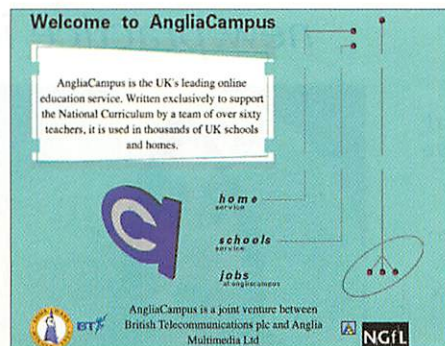 Welcome to AngliaCampus
AngliaCampus is the UK's leading online
education service. Written exclusively to support
the National Curriculum by a team of over sixty
teachers, it is used in thousands of UK schools
and homes.
home
service
schools
service
jobs
at angliacampus
AngliaCampus is a joint venture between
British Telecommunications plc and Anglia
Multimedia Ltd
BT
NGfL